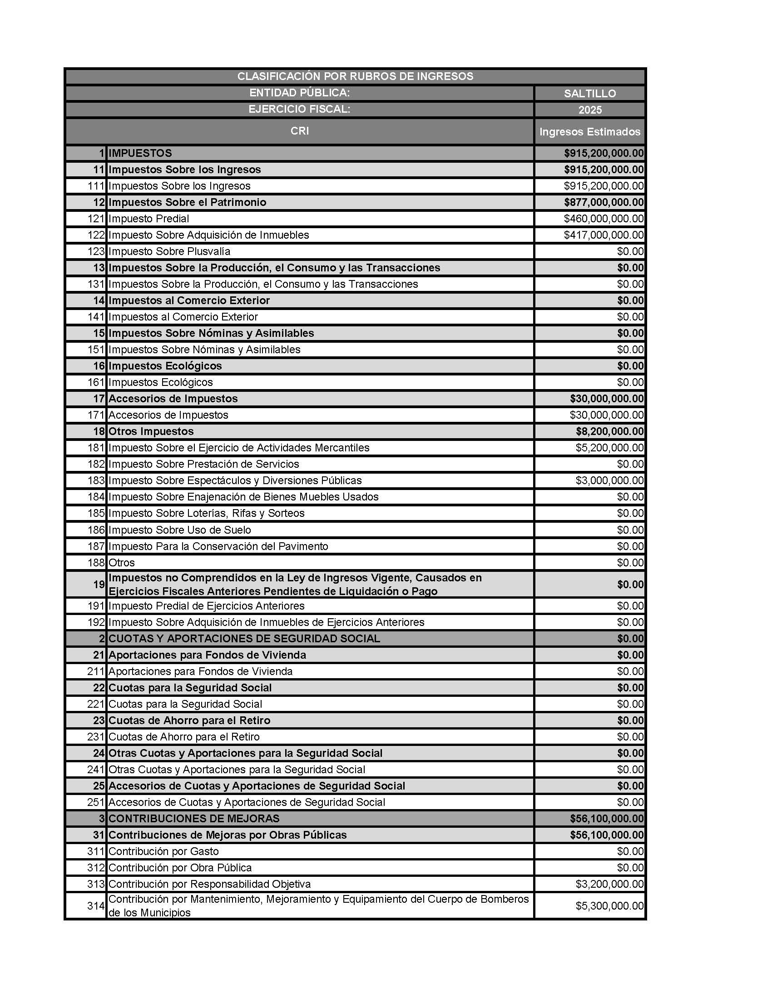 CLASIFICACIÓN POR RUBROS DE INGRESOS
ENTIDAD PÚBLICA: SALTILLO
EJERCICIO FISCAL: 2025
CRI Ingresos Estimados
1 IMPUESTOS $915,200,000.00
11 Impuestos Sobre los Ingresos $915,200,000.00
111 Impuestos Sobre los Ingresos $915,200,000.00
12 Impuestos Sobre el Patrimonio $877,000,000.00
121 Impuesto Predial $460,000,000.00
122 Impuesto Sobre Adquisición de Inmuebles $417,000,000.00
123 Impuesto Sobre Plusvalía $0.00
13 Impuestos Sobre la Producción, el Consumo y las Transacciones $0.00
131 Impuestos Sobre la Producción, el Consumo y las Transacciones $0.00
14 Impuestos al Comercio Exterior $0.00
141 Impuestos al Comercio Exterior $0.00
15 Impuestos Sobre Nóminas y Asimilables $0.00
151 Impuestos Sobre Nóminas y Asimilables $0.00
16 Impuestos Ecológicos $0.00
161 Impuestos Ecológicos $0.00
17 Accesorios de Impuestos $30,000,000.00
171 Accesorios de Impuestos $30,000,000.00
18 Otros Impuestos $8,200,000.00
181 Impuesto Sobre el Ejercicio de Actividades Mercantiles $5,200,000.00
182 Impuesto Sobre Prestación de Servicios $0.00
183 Impuesto Sobre Espectáculos y Diversiones Públicas $3,000,000.00
184 Impuesto Sobre Enajenación de Bienes Muebles Usados $0.00
185 Impuesto Sobre Loterías, Rifas y Sorteos $0.00
186 Impuesto Sobre Uso de Suelo $0.00
187 Impuesto Para la Conservación del Pavimento $0.00
188 Otros $0.00
19 Impuestos no Comprendidos en la Ley de Ingresos Vigente, Causados en
Ejercicios Fiscales Anteriores Pendientes de Liquidación o Pago $0.00
191 Impuesto Predial de Ejercicios Anteriores $0.00
192 Impuesto Sobre Adquisición de Inmuebles de Ejercicios Anteriores $0.00
2 CUOTAS Y APORTACIONES DE SEGURIDAD SOCIAL $0.00
21 Aportaciones para Fondos de Vivienda $0.00
211 Aportaciones para Fondos de Vivienda $0.00
22 Cuotas para la Seguridad Social $0.00
221 Cuotas para la Seguridad Social $0.00
23 Cuotas de Ahorro para el Retiro $0.00
231 Cuotas de Ahorro para el Retiro $0.00
24 Otras Cuotas y Aportaciones para la Seguridad Social $0.00
241 Otras Cuotas y Aportaciones para la Seguridad Social $0.00
25 Accesorios de Cuotas y Aportaciones de Seguridad Social $0.00
251 Accesorios de Cuotas y Aportaciones de Seguridad Social $0.00
3 CONTRIBUCIONES DE MEJORAS $56,100,000.00
31 Contribuciones de Mejoras por Obras Públicas $56,100,000.00
311 Contribución por Gasto $0.00
312 Contribución por Obra Pública $0.00
313 Contribución por Responsabilidad Objetiva $3,200,000.00
314 Contribución por Mantenimiento, Mejoramiento y Equipamiento del Cuerpo de Bomberos
de los Municipios $5,300,000.00